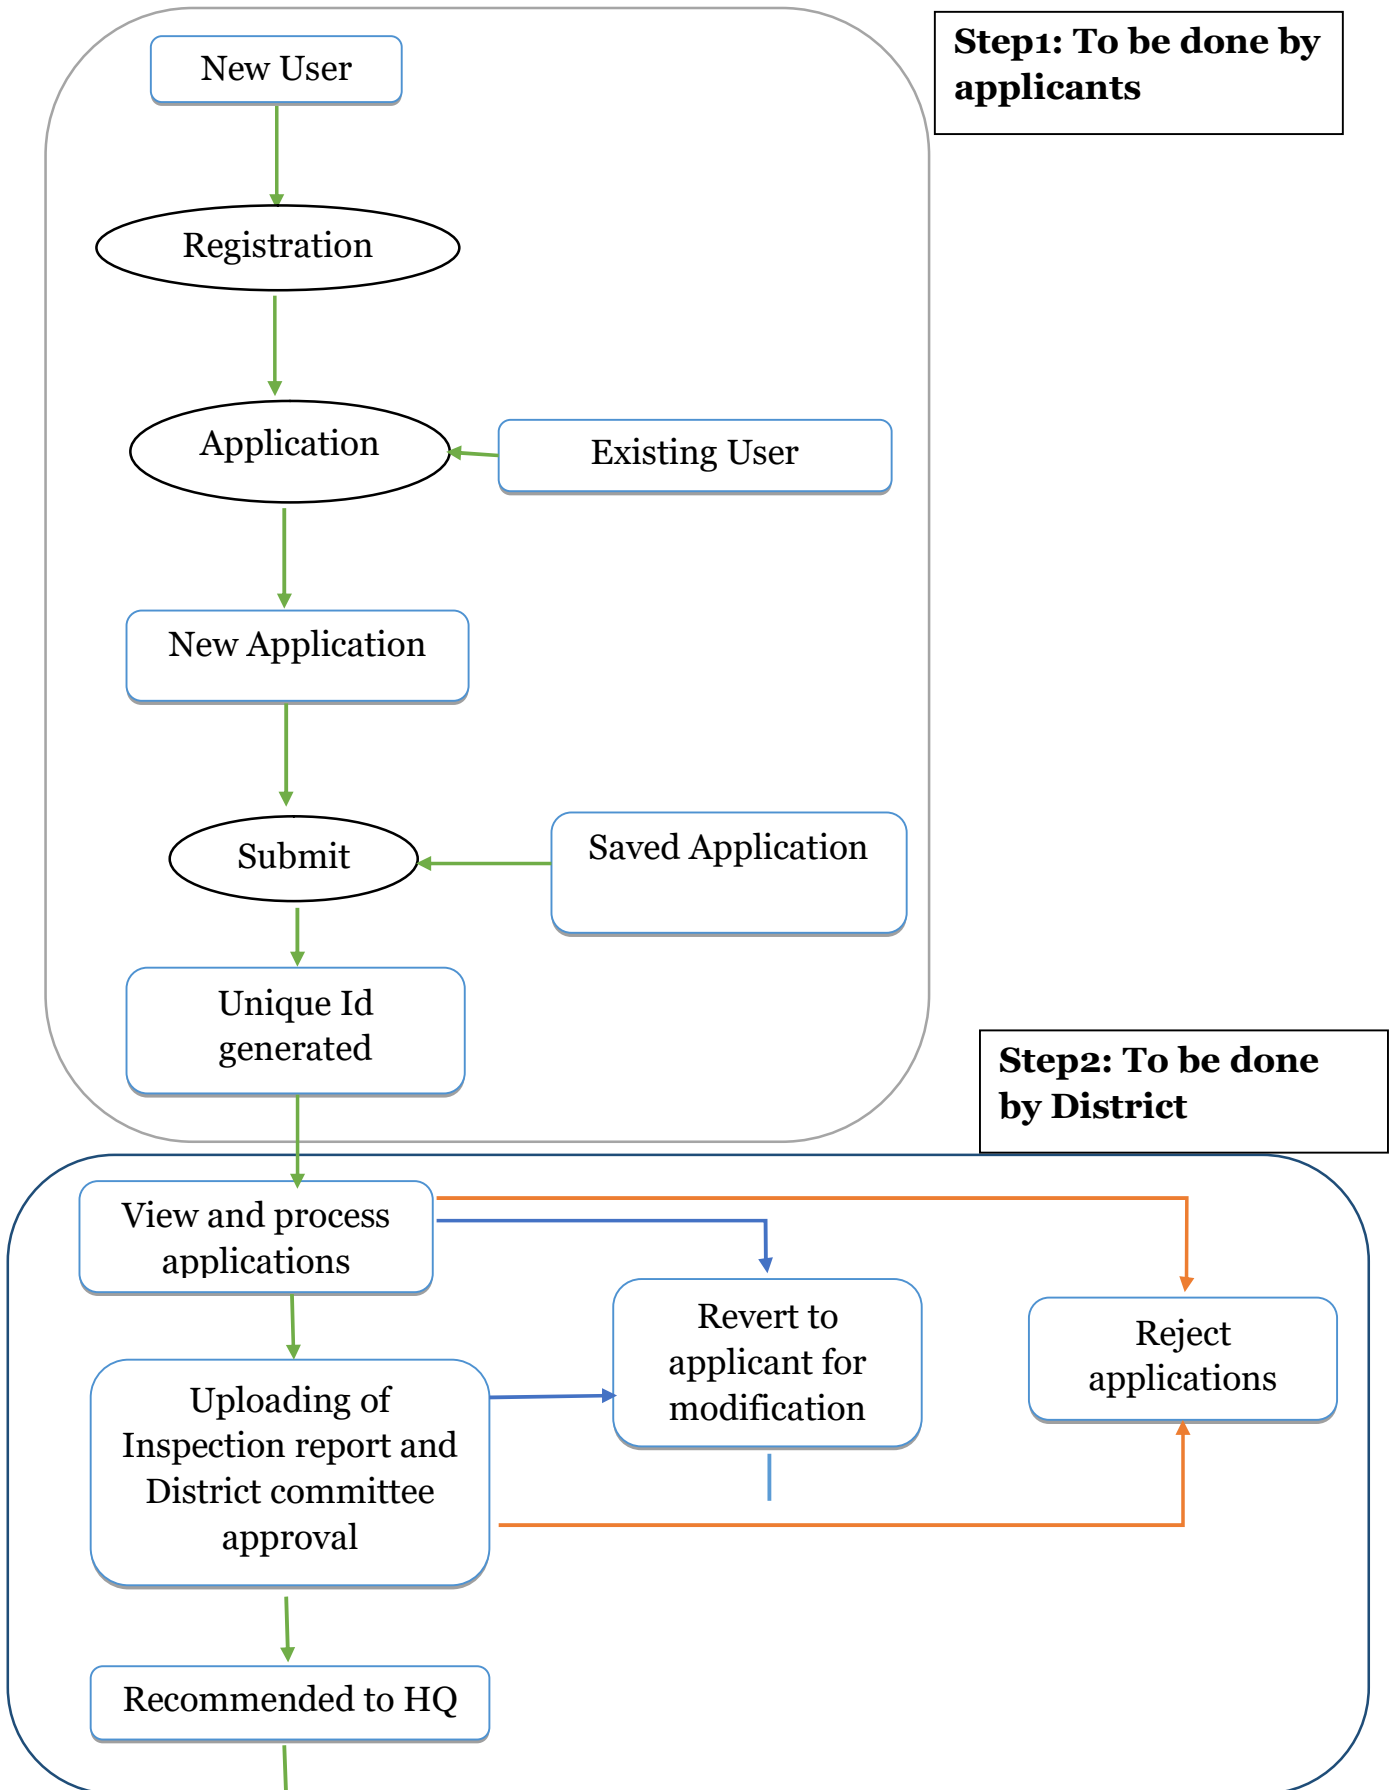 Step1: To be done by
applicants
New User
Registration
Application
Existing User
New Application
Submit
Saved Application
Unique Id
generated
Step2: To be done
by District
View and process
applications
Revert to
applicant for
modification
Reject
applications
Uploading of
Inspection report and
District committee
approval
Recommended to HQ